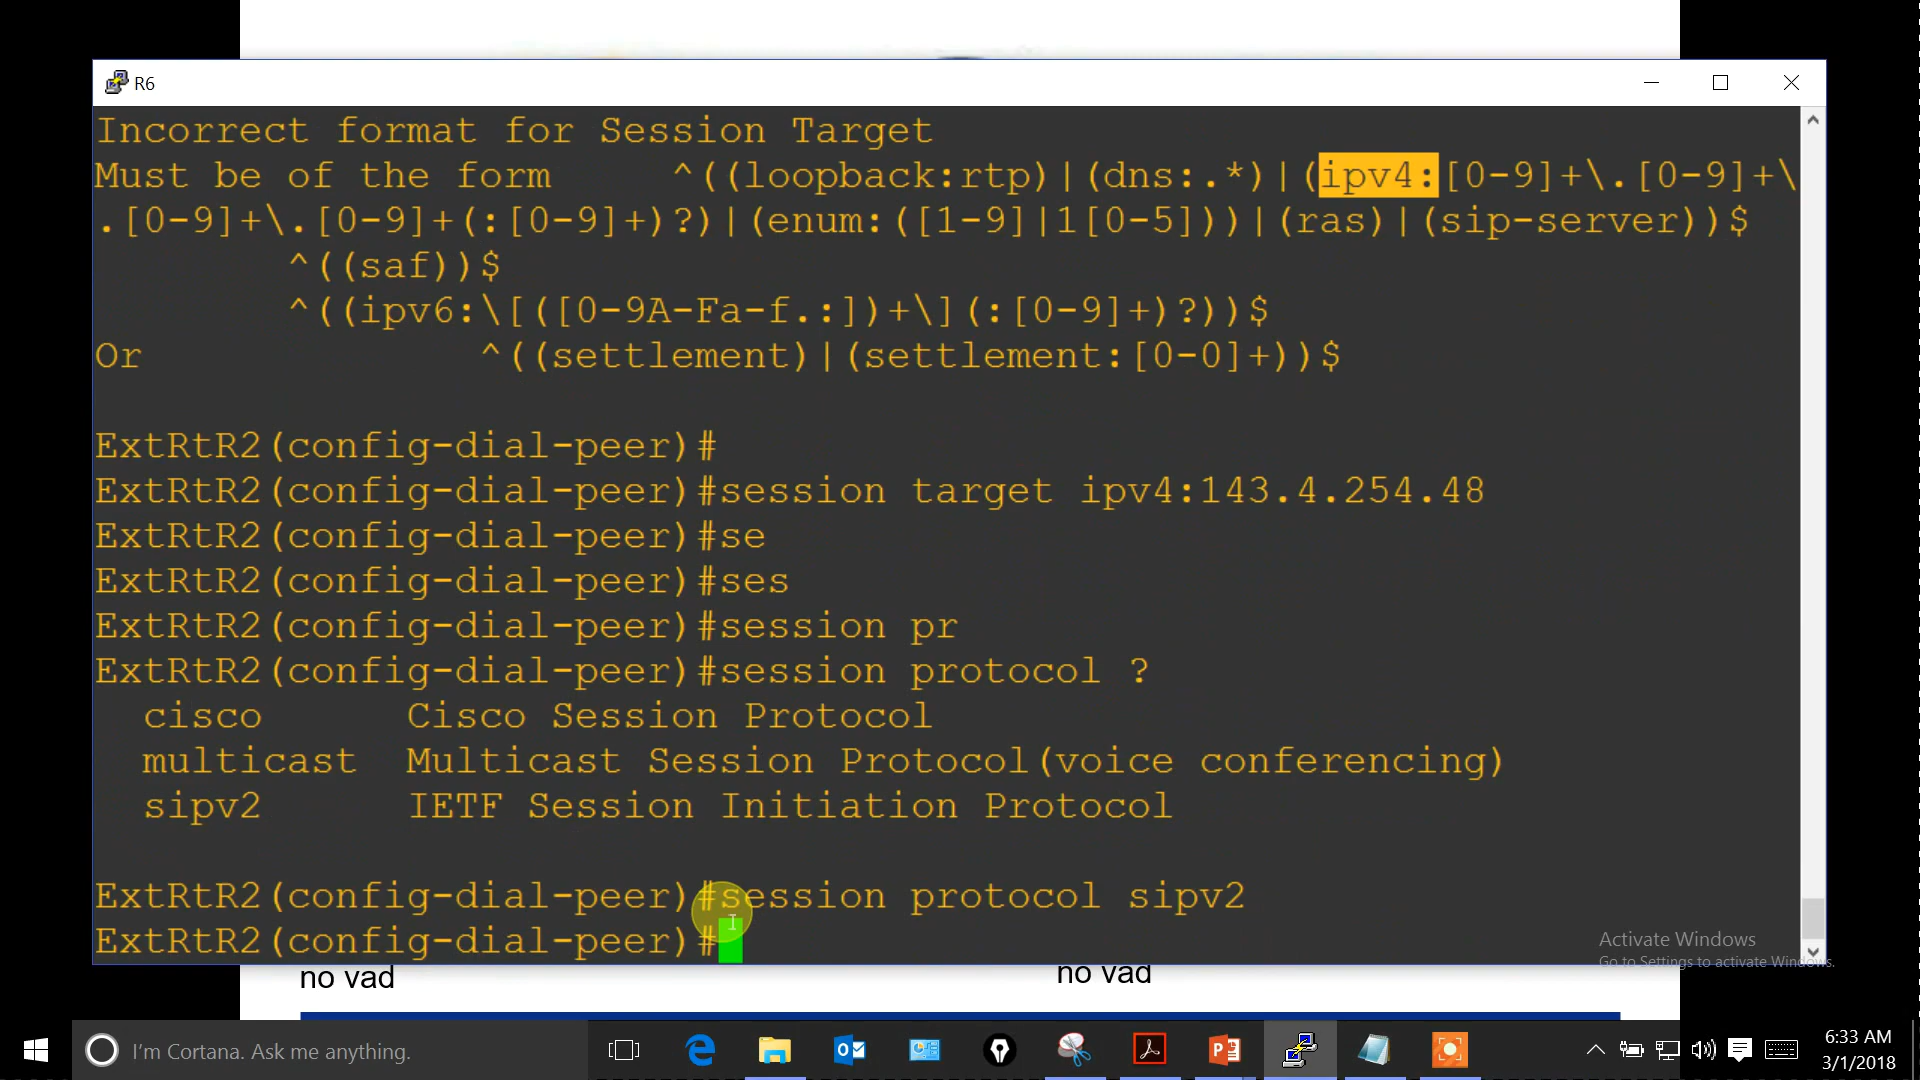 R6
Incorrect format for Session Target
Must be of the form     ^((loopback:rtp)|(dns:.*)|(ipv4:[0-9]+\.[0-9]+\
.[0-9]+\.[0-9]+(:[0-9]+)?)|(enum:([1-9]|1[0-5]))|(ras)|(sip-server))$
^((saf))$
^((ipv6:\[([0-9A-Fa-f.:])+\](:[0-9]+)?))$
Or              ^((settlement)|(settlement:[0-0]+))$
ExtRtR2(config-dial-peer)#
ExtRtR2(config-dial-peer)#session target ipv4:143.4.254.48
ExtRtR2(config-dial-peer)#se
ExtRtR2(config-dial-peer)#ses
ExtRtR2(config-dial-peer)#session pr
ExtRtR2(config-dial-peer)#session protocol ?
cisco      Cisco Session Protocol
multicast  Multicast Session Protocol(voice conferencing)
sipv2      IETF Session Initiation Protocol
ExtRtR2(config-dial-peer)#session protocol sipv2
ExtRtR2(config-dial-peer)#
Activate Windows
Go to Settings to activate Windows.
no vad
no vad
I'm Cortana. Ask me anything.
6:33 AM
3/1/2018